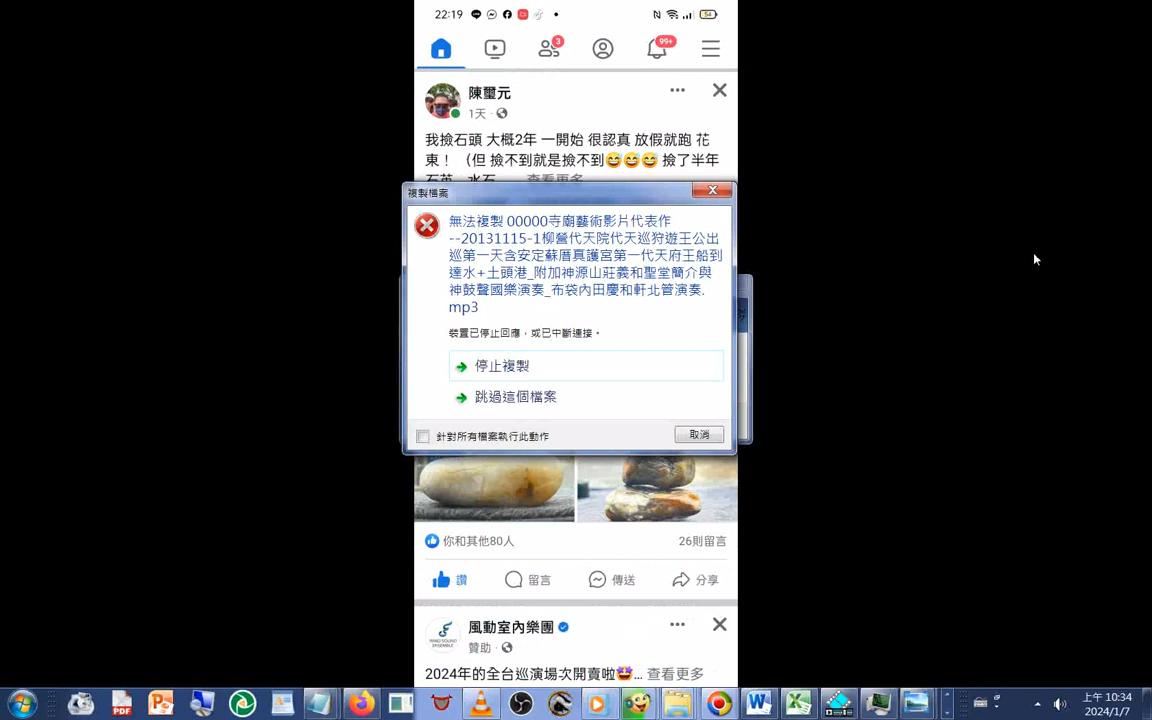 22:19
54
3
99+
陳璽元
1天
我撿石頭 大概2年 一開始 很認真 放假就跑 花
東！ （但 撿不到就是撿不到😅😅😅 撿了半年
石英、水石... 查看更多
複製檔案
無法複製 00000寺廟藝術影片代表作
--20131115-1柳營代天院代天巡狩遊王公出
巡第一天含安定蘇厝真護宮第一代天府王船到
達水+土頭港_附加神源山莊義和聖堂簡介與
神鼓聲國樂演奏_布袋內田慶和軒北管演奏.
mp3
裝置已停止回應，或已中斷連接。
停止複製
跳過這個檔案
針對所有檔案執行此動作
取消
你和其他80人
26則留言
讚
留言
傳送
分享
WIND SOUND
ENSEMBLE
風動室內樂團
贊助
2024年的全台巡演場次開賣啦🤩... 查看更多
PDF
上午 10:34
2024/1/7